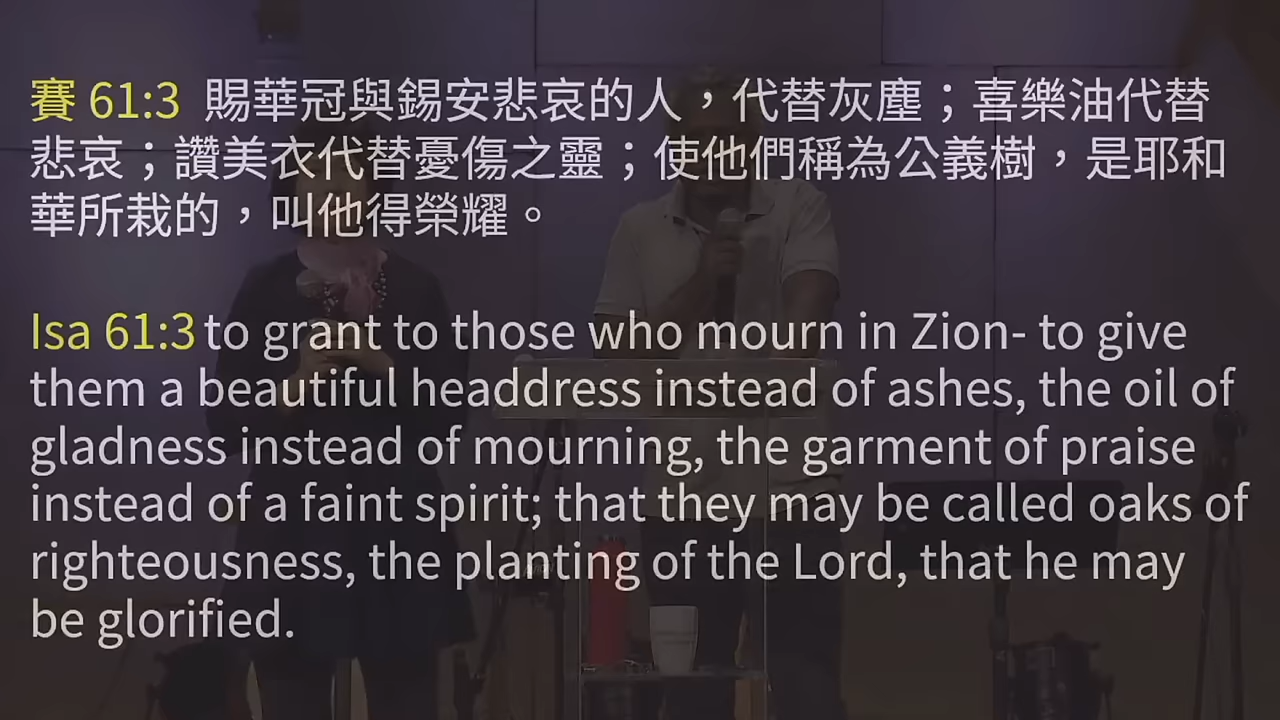 賽 61:3 賜華冠與錫安悲哀的人，代替灰塵；喜樂油代替
悲哀；讚美衣代替憂傷之靈；使他們稱為公義樹，是耶和
華所栽的，叫他得榮耀。
Isa 61:3 to grant to those who mourn in Zion- to give
them a beautiful headdress instead of ashes, the oil of
gladness instead of mourning, the garment of praise
instead of a faint spirit; that they may be called oaks of
righteousness, the planting of the Lord, that he may
be glorified.